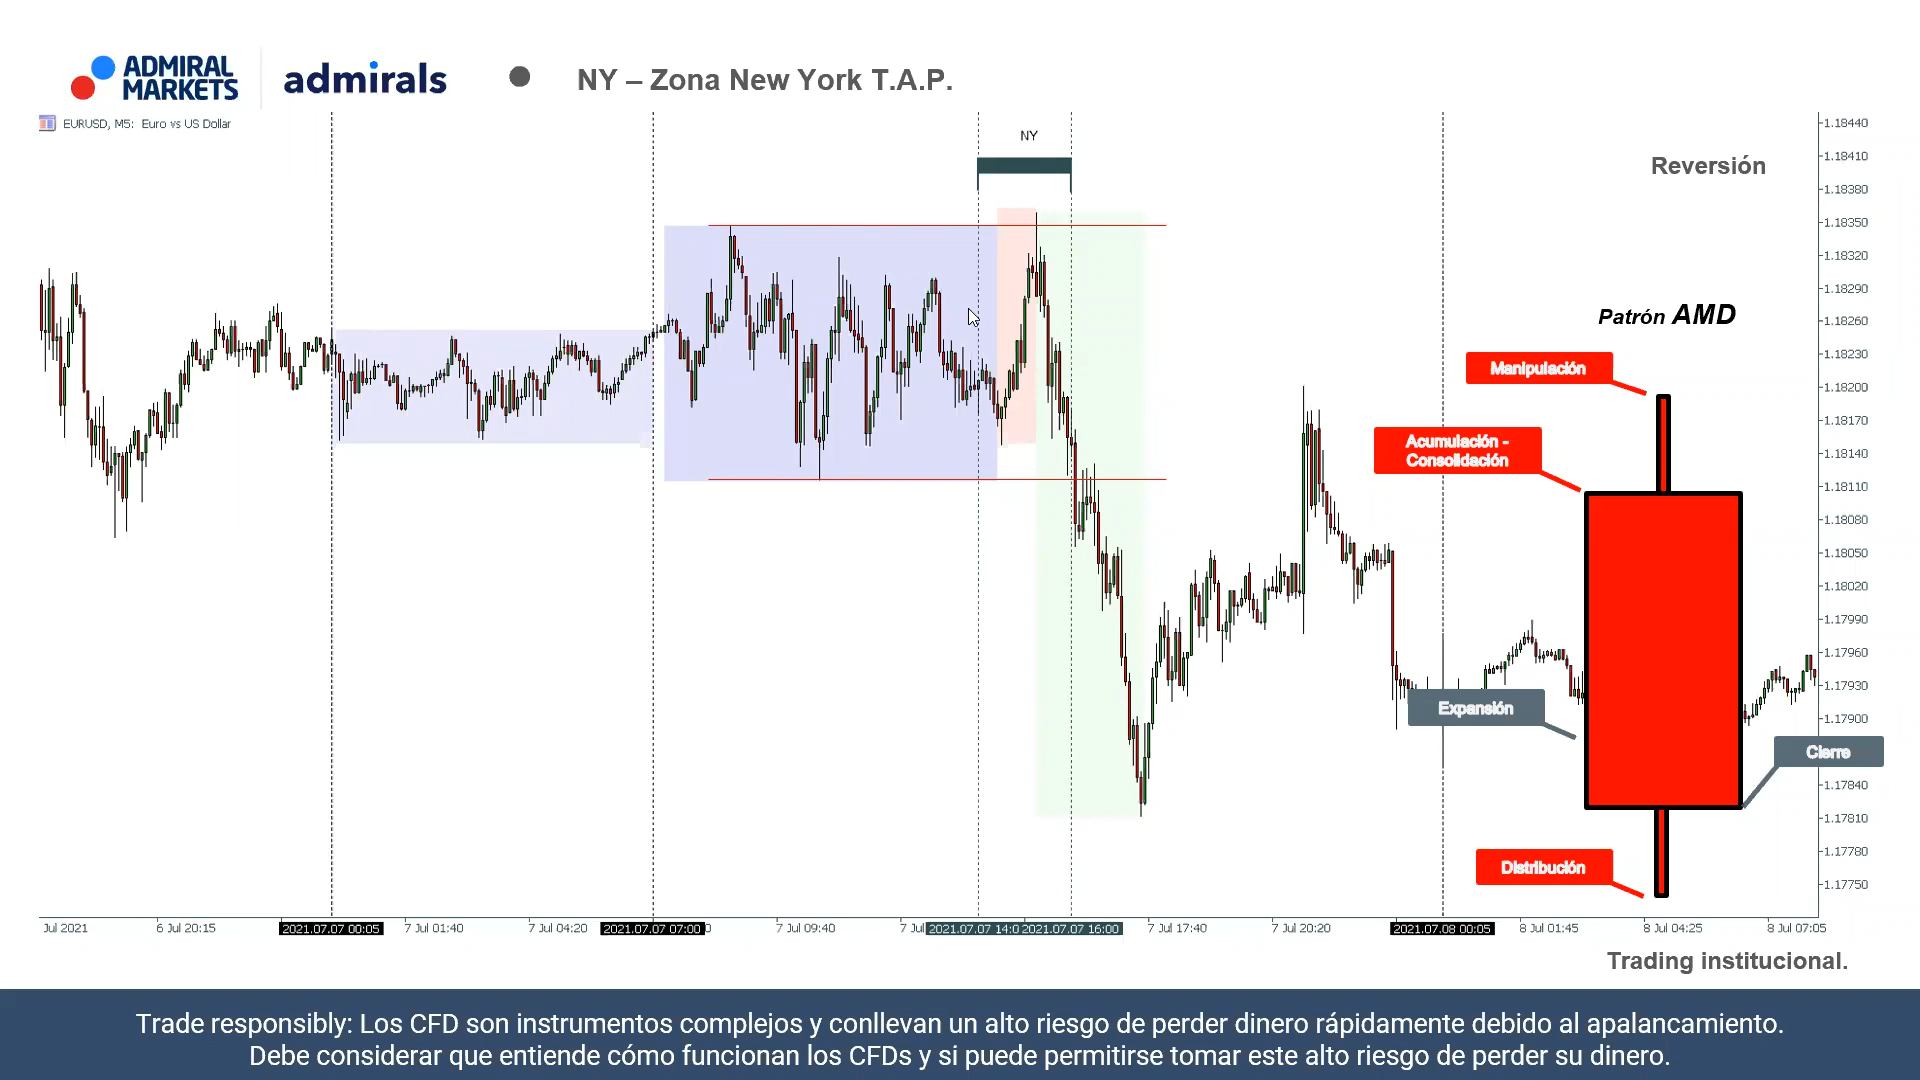 ADMIRAL
MARKETS
admirals
NY – Zona New York T.A.P.
EURUSD, M5: Euro vs US Dollar
NY
Reversión
Patrón AMD
Manipulación
Acumulación -
Consolidación
Expansión
Cierre
Distribución
1.18440
1.18410
1.18380
1.18350
1.18320
1.18290
1.18260
1.18230
1.18200
1.18170
1.18140
1.18110
1.18080
1.18050
1.18020
1.17990
1.17960
1.17930
1.17900
1.17840
1.17810
1.17780
1.17750
Jul 2021
6 Jul 20:15
2021.07.07 00:05
7 Jul 01:40
7 Jul 04:20
2021.07.07 07:00
7 Jul 09:40
7 Jul
2021.07.07 14:0
2021.07.07 16:00
7 Jul 17:40
7 Jul 20:20
2021.07.08 00:05
8 Jul 01:45
8 Jul 04:25
8 Jul 07:05
Trading institucional.
Trade responsibly: Los CFD son instrumentos complejos y conllevan un alto riesgo de perder dinero rápidamente debido al apalancamiento.
Debe considerar que entiende cómo funcionan los CFDs y si puede permitirse tomar este alto riesgo de perder su dinero.